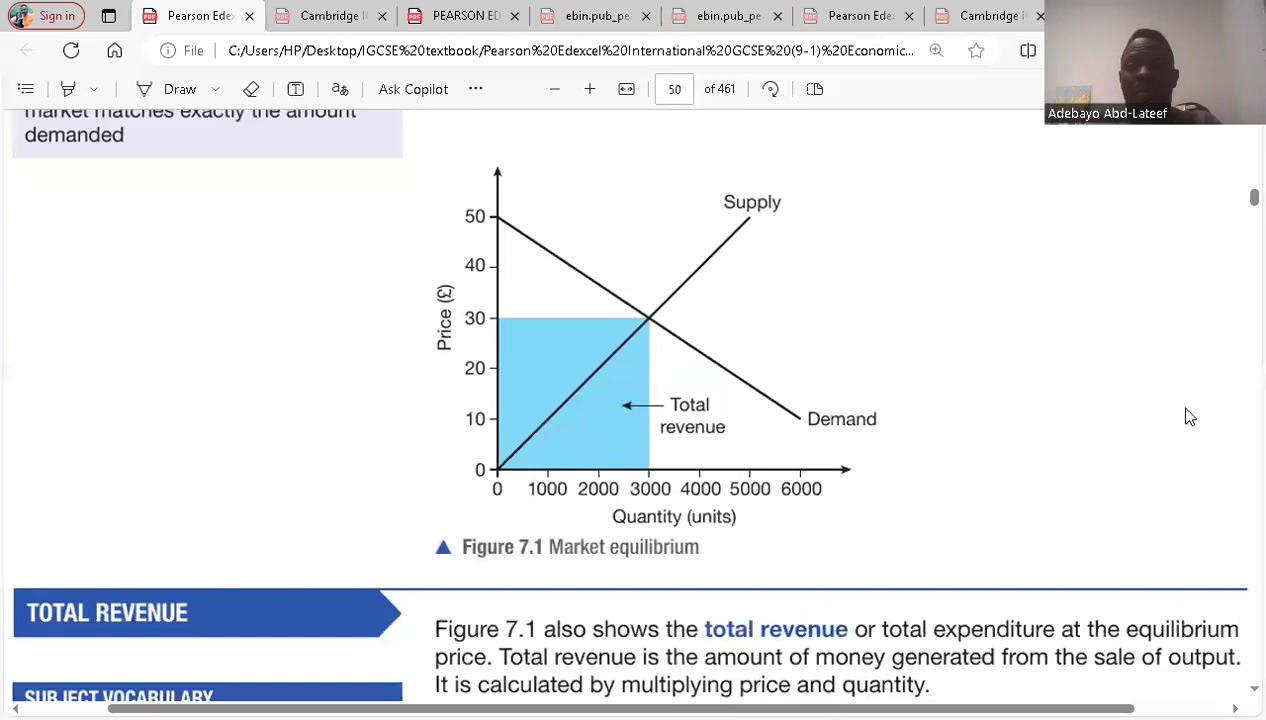 Sign in
Pearson Edex
Cambridge I
PEARSON ED
ebin.pub_pe
ebin.pub_pe
Pearson Edex
Cambridge I
File
C:/Users/HP/Desktop/IGCSE%20textbook/Pearson%20Edexcel%20International%20GCSE%20(9-1)%20Economic...
Draw
Ask Copilot
50
of 461
Adebayo Abd-Lateef
market matches exactly the amount
demanded
Supply
50
40
30
20
10
0
Price (£)
Total
revenue
Demand
0 1000 2000 3000 4000 5000 6000
Quantity (units)
Figure 7.1 Market equilibrium
TOTAL REVENUE
Figure 7.1 also shows the total revenue or total expenditure at the equilibrium
price. Total revenue is the amount of money generated from the sale of output.
It is calculated by multiplying price and quantity.
SUBJECT VOCABULARY